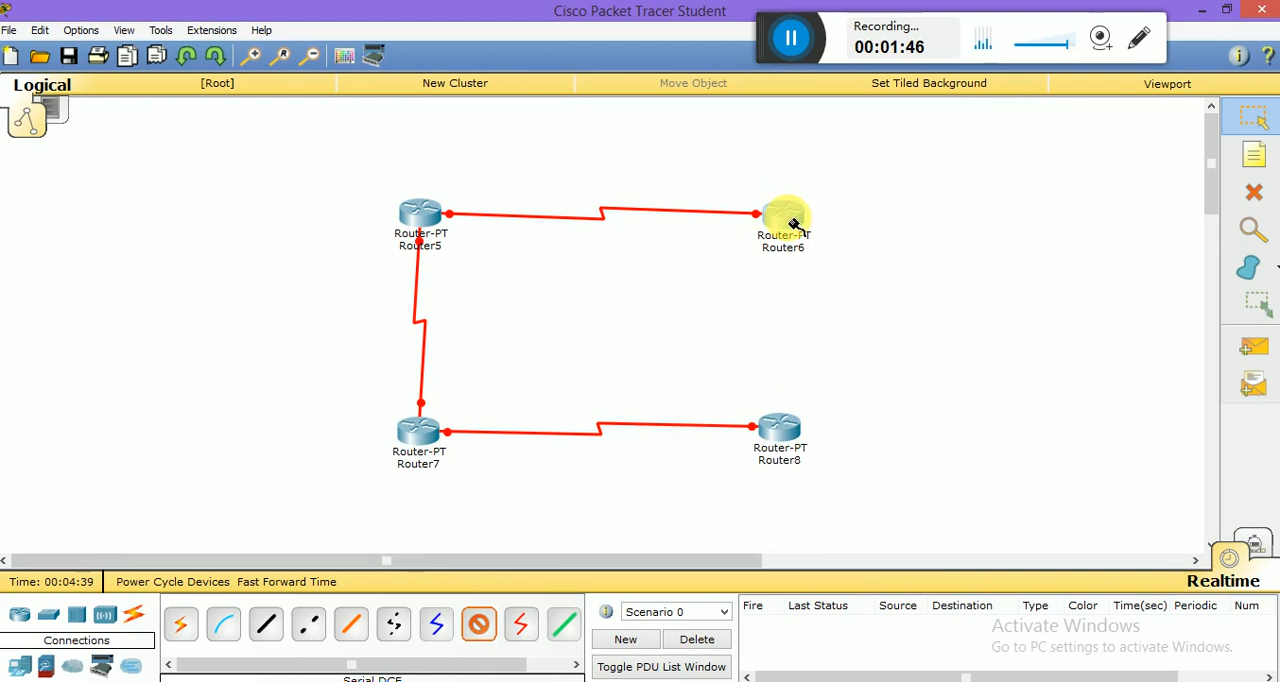 Cisco Packet Tracer Student
File Edit Options View Tools Extensions Help
Recording...
00:01:46
Logical [Root] New Cluster Move Object Set Tiled Background Viewport
Router-PT
Router5
Router-PT
Router6
Router-PT
Router7
Router-PT
Router8
Time: 00:04:39 Power Cycle Devices Fast Forward Time Realtime
Connections
Scenario 0
New Delete
Toggle PDU List Window
Fire Last Status Source Destination Type Color Time(sec) Periodic Num
Activate Windows
Go to PC settings to activate Windows.
Serial DCE